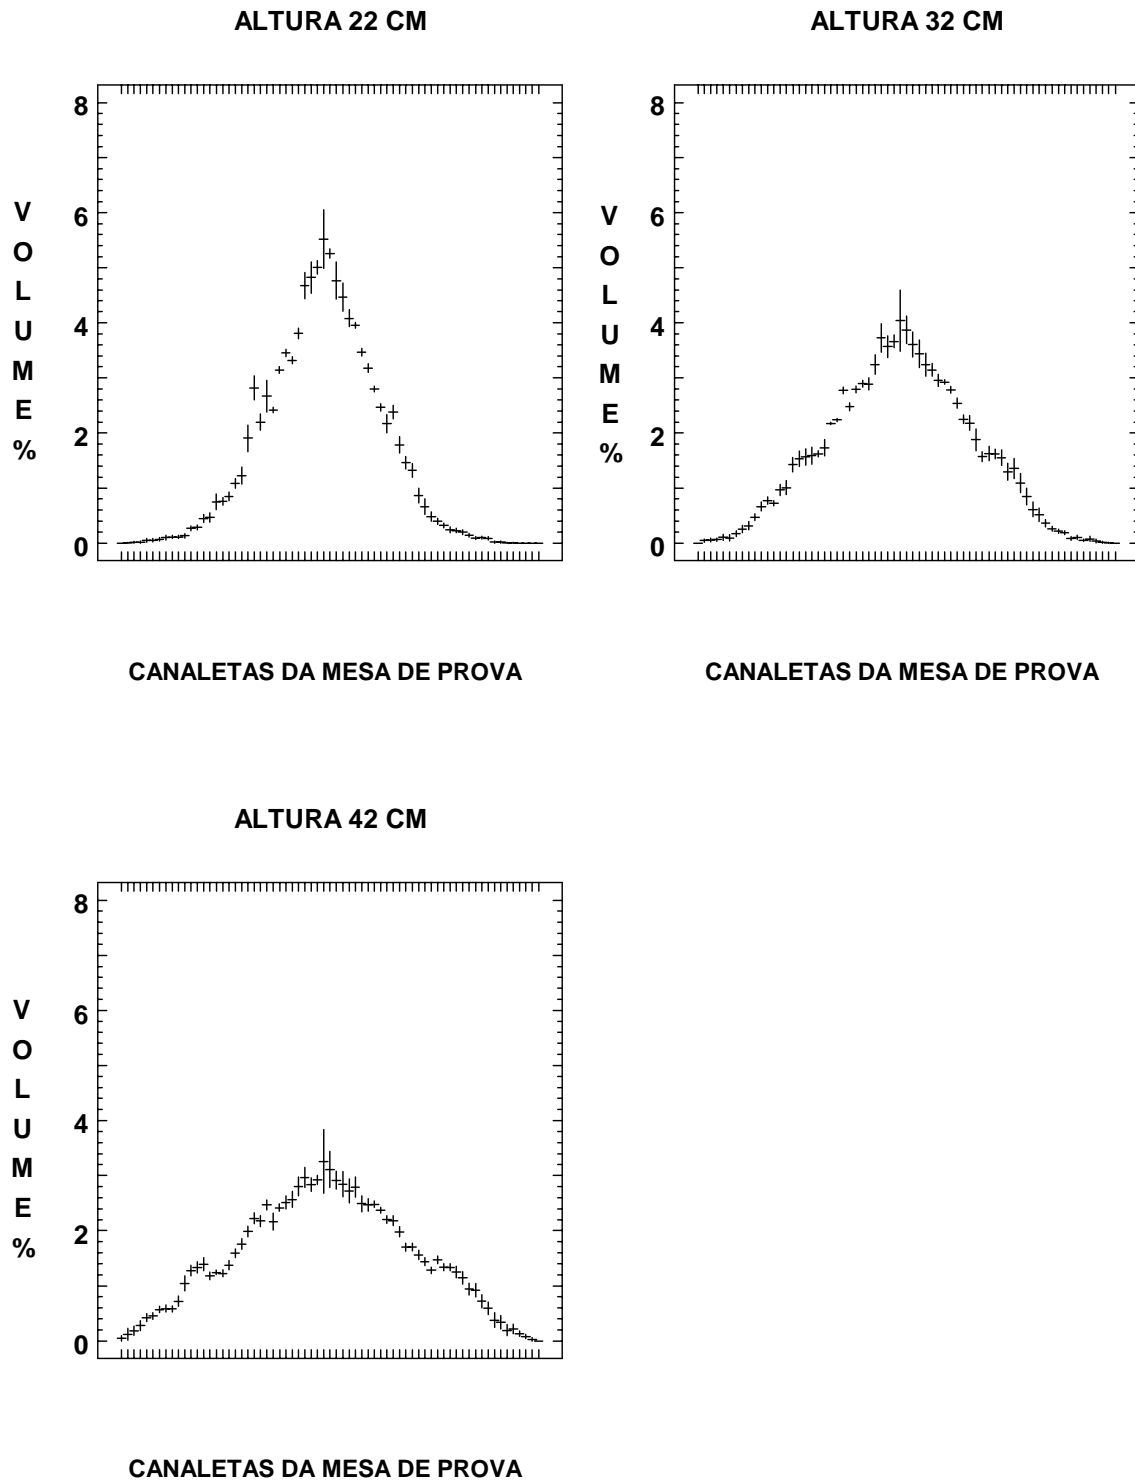 ALTURA 22 CM
8
6
4
2
0
V
O
L
U
M
E
%
CANALETAS DA MESA DE PROVA
ALTURA 32 CM
8
6
4
2
0
V
O
L
U
M
E
%
CANALETAS DA MESA DE PROVA
ALTURA 42 CM
8
6
4
2
0
V
O
L
U
M
E
%
CANALETAS DA MESA DE PROVA